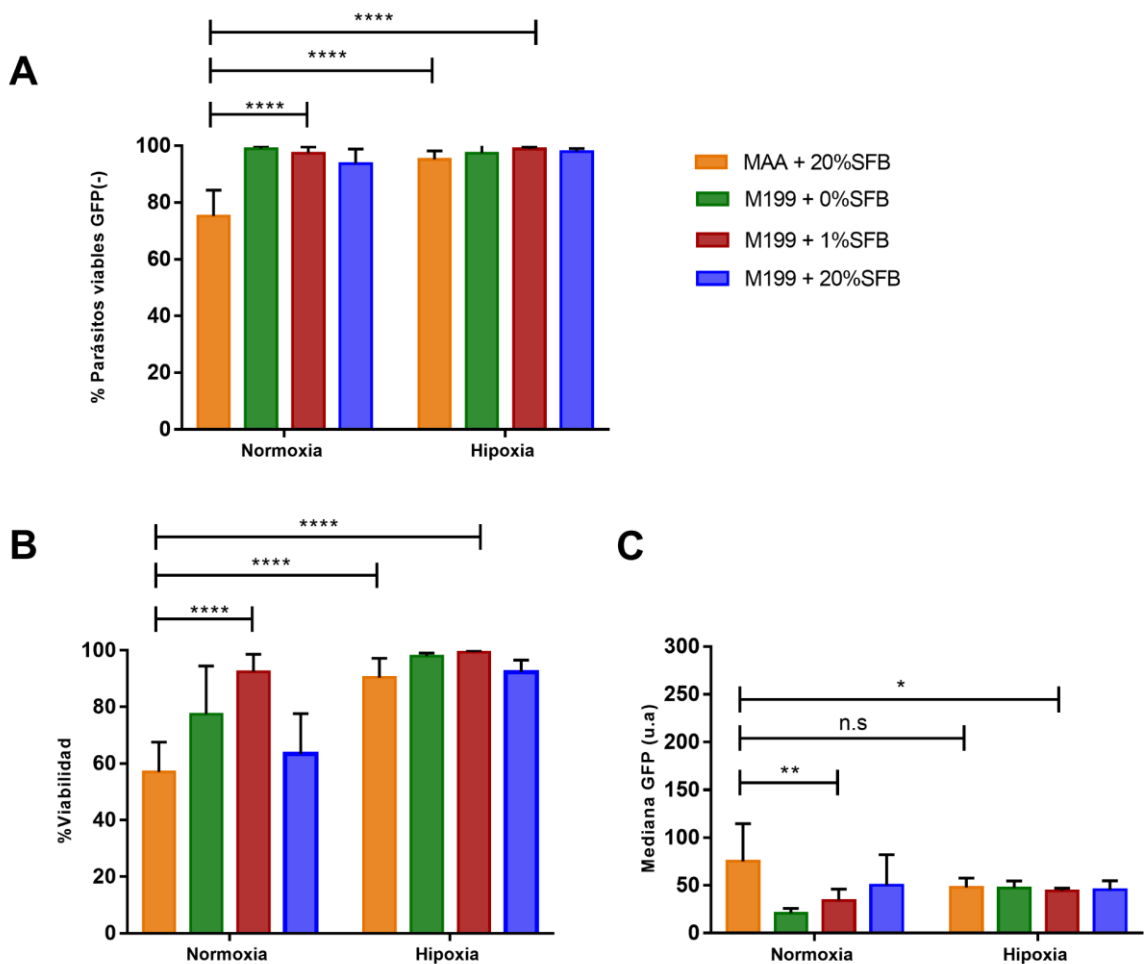 A
****
****
****
% Parásitos viables GFP(-)
100
80
60
40
20
0
Normoxia
Hipoxia
MAA + 20%SFB
M199 + 0%SFB
M199 + 1%SFB
M199 + 20%SFB
B
****
****
****
%Viabilidad
100
80
60
40
20
0
Normoxia
Hipoxia
C
*
n.s
**
Mediana GFP (u.a)
300
250
200
150
100
50
0
Normoxia
Hipoxia